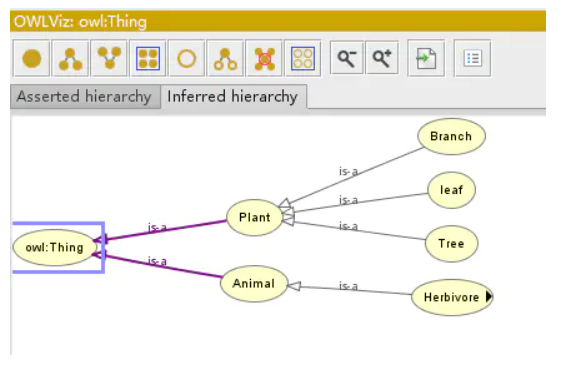 OWLViz: owl:Thing
Asserted hierarchy
Inferred hierarchy
Branch
is-a
leaf
is-a
Plant
is-a
is-a
Tree
owl:Thing
is-a
Animal
is-a
Herbivore